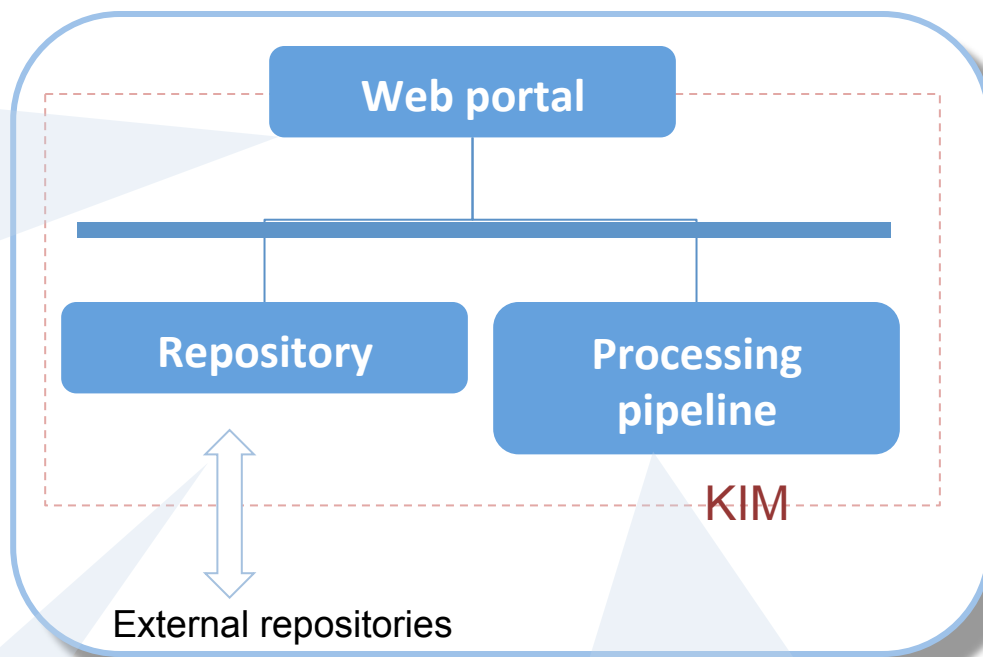 Web portal
Repository
Processing
pipeline
KIM
External repositories